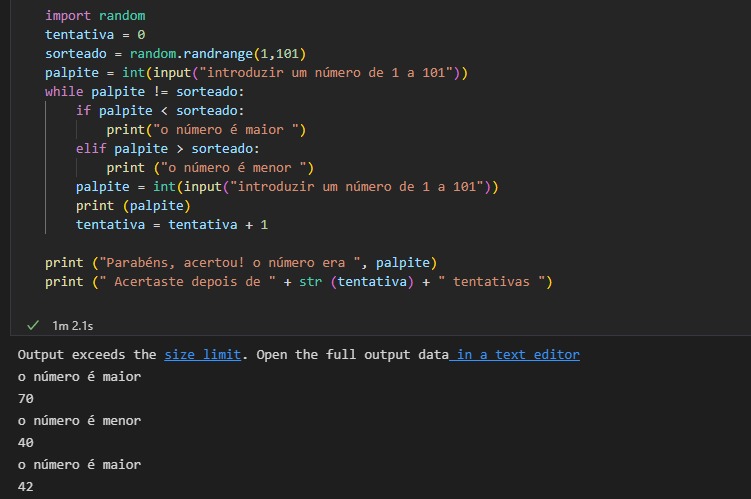 import random
tentativa = 0
sorteado = random.randrange(1,101)
palpite = int(input("introduzir um número de 1 a 101"))
while palpite != sorteado:
    if palpite < sorteado:
        print("o número é maior ")
    elif palpite > sorteado:
        print ("o número é menor ")
    palpite = int(input("introduzir um número de 1 a 101"))
    print (palpite)
    tentativa = tentativa + 1

print ("Parabéns, acertou! o número era ", palpite)
print (" Acertaste depois de " + str (tentativa) + " tentativas ")
✓ 1m 2.1s
Output exceeds the size limit. Open the full output data in a text editor
o número é maior
70
o número é menor
40
o número é maior
42